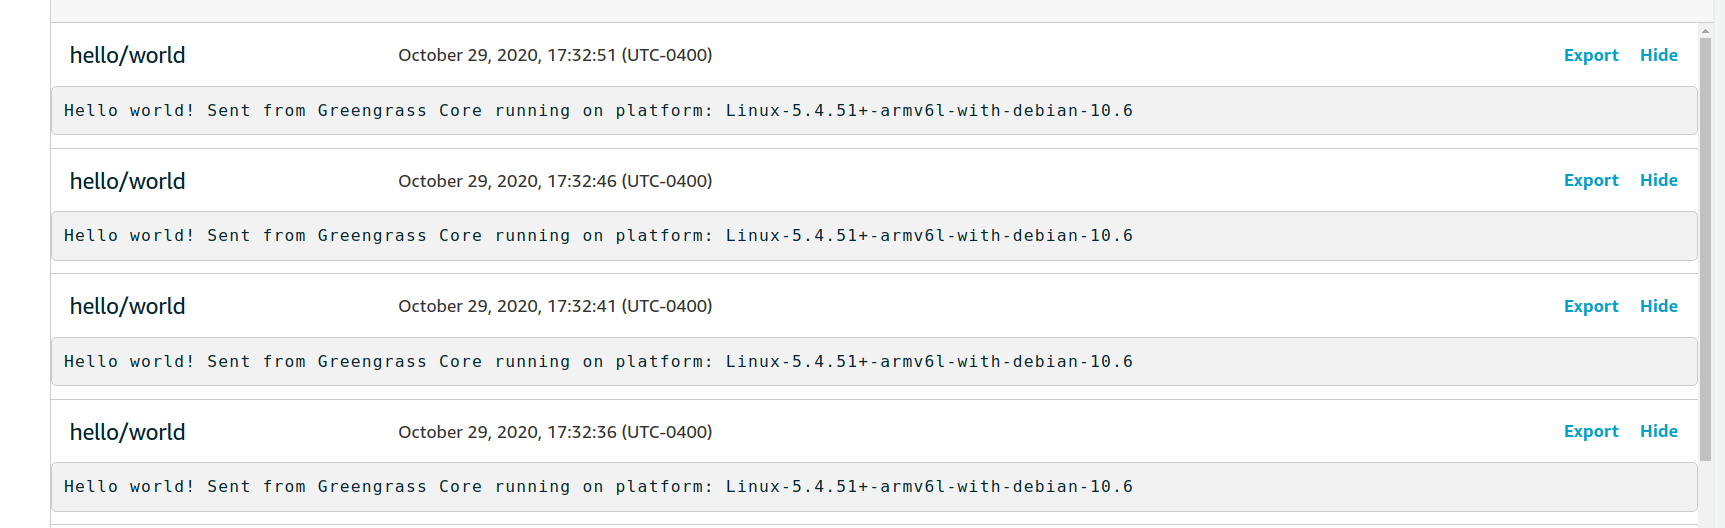 hello/world October 29, 2020, 17:32:51 (UTC-0400) Export Hide
Hello world! Sent from Greengrass Core running on platform: Linux-5.4.51+-armv6l-with-debian-10.6
hello/world October 29, 2020, 17:32:46 (UTC-0400) Export Hide
Hello world! Sent from Greengrass Core running on platform: Linux-5.4.51+-armv6l-with-debian-10.6
hello/world October 29, 2020, 17:32:41 (UTC-0400) Export Hide
Hello world! Sent from Greengrass Core running on platform: Linux-5.4.51+-armv6l-with-debian-10.6
hello/world October 29, 2020, 17:32:36 (UTC-0400) Export Hide
Hello world! Sent from Greengrass Core running on platform: Linux-5.4.51+-armv6l-with-debian-10.6